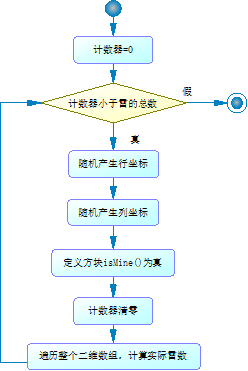 计数器=0
计数器小于雷的总数
假
真
随机产生行坐标
随机产生列坐标
定义方块isMine()为真
计数器清零
遍历整个二维数组，计算实际雷数